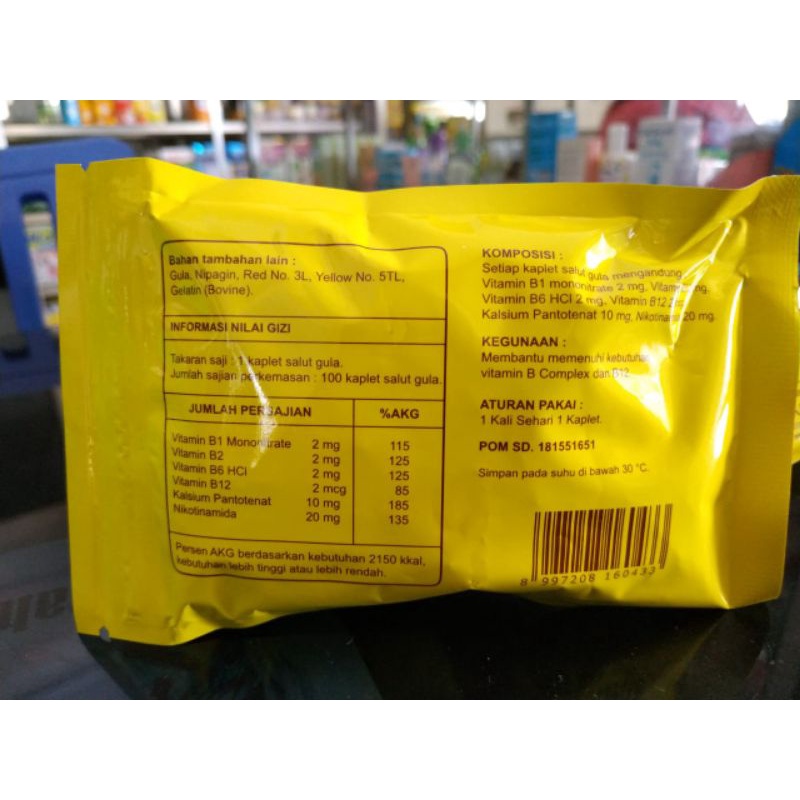 Bahan tambahan lain :
Gula, Nipagin, Red No. 3L, Yellow No. 5TL,
Gelatin (Bovine).
INFORMASI NILAI GIZI
Takaran saji : 1 kaplet salut gula.
Jumlah sajian perkemasan : 100 kaplet salut gula.
JUMLAH PERSAJIAN %AKG
Vitamin B1 Mononitrate 2 mg 115
Vitamin B2 2 mg 125
Vitamin B6 HCl 2 mg 125
Vitamin B12 2 mcg 85
Kalsium Pantotenat 10 mg 185
Nikotinamida 20 mg 135
Persen AKG berdasarkan kebutuhan 2150 kkal,
kebutuhan lebih tinggi atau lebih rendah.
KOMPOSISI :
Setiap kaplet salut gula mengandung
Vitamin B1 mononitrate 2 mg,
Vitamin B6 HCl 2 mg, Vitamin B12
Kalsium Pantotenat 10 mg, 20 mg.
KEGUNAAN :
Membantu memenuhi kebutuhan
vitamin B Complex dan B12
ATURAN PAKAI :
1 Kali Sehari 1 Kaplet.
POM SD. 181551651
Simpan pada suhu di bawah 30 °C.
8 997208 160433